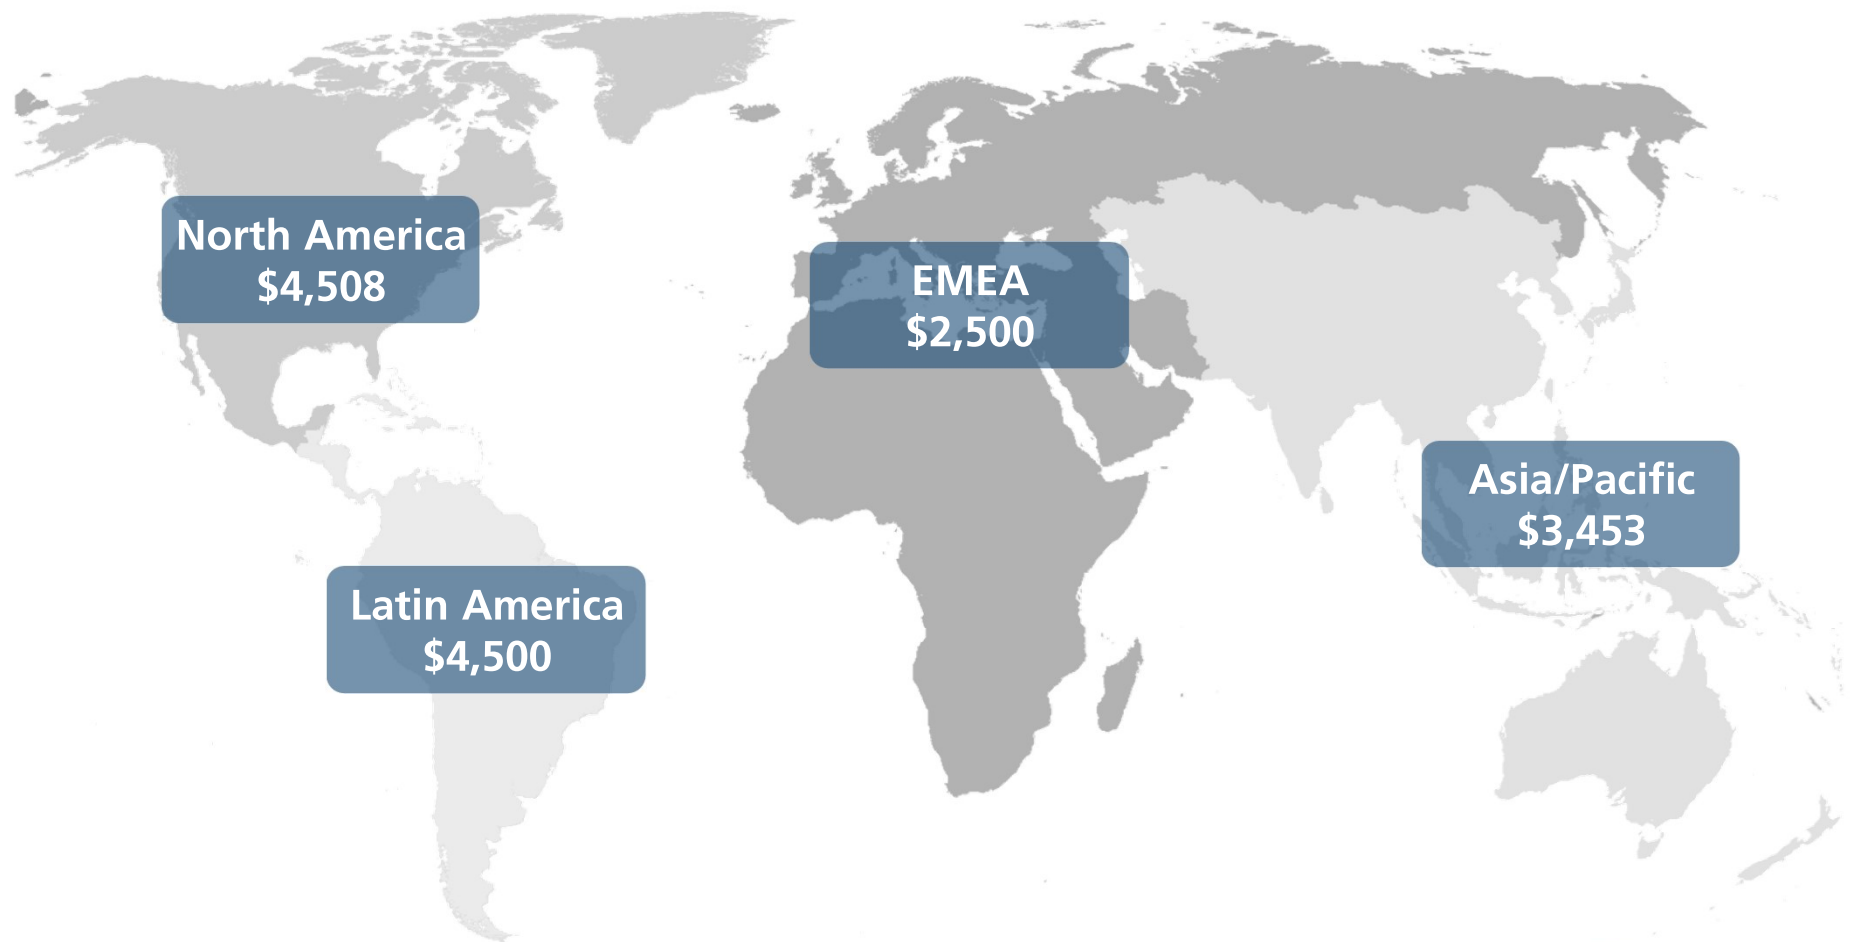 North America
$4,508
EMEA
$2,500
Asia/Pacific
$3,453
Latin America
$4,500